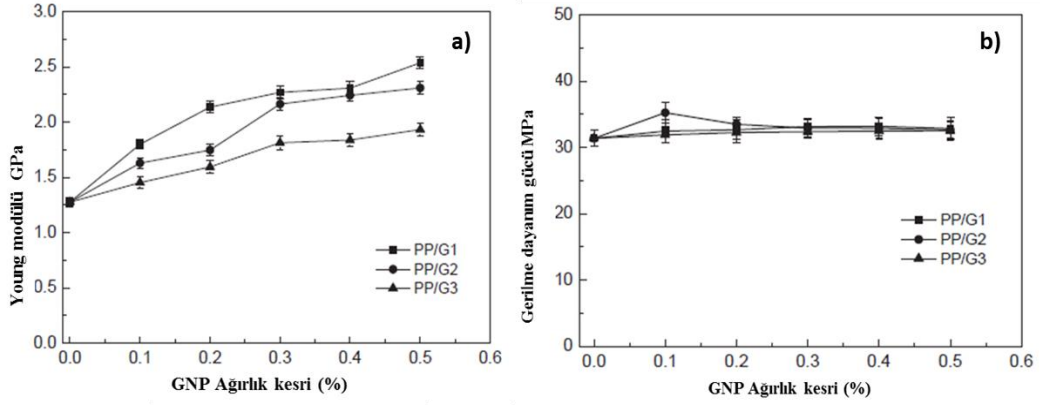 a)
3.0
2.5
2.0
1.5
1.0
0.5
0.0
Young modülü GPa
PP/G1
PP/G2
PP/G3
0.0 0.1 0.2 0.3 0.4 0.5 0.6
GNP Ağırlık kesri (%)
b)
50
40
30
20
10
0
Gerilme dayanım gücü MPa
PP/G1
PP/G2
PP/G3
0.0 0.1 0.2 0.3 0.4 0.5 0.6
GNP Ağırlık kesri (%)